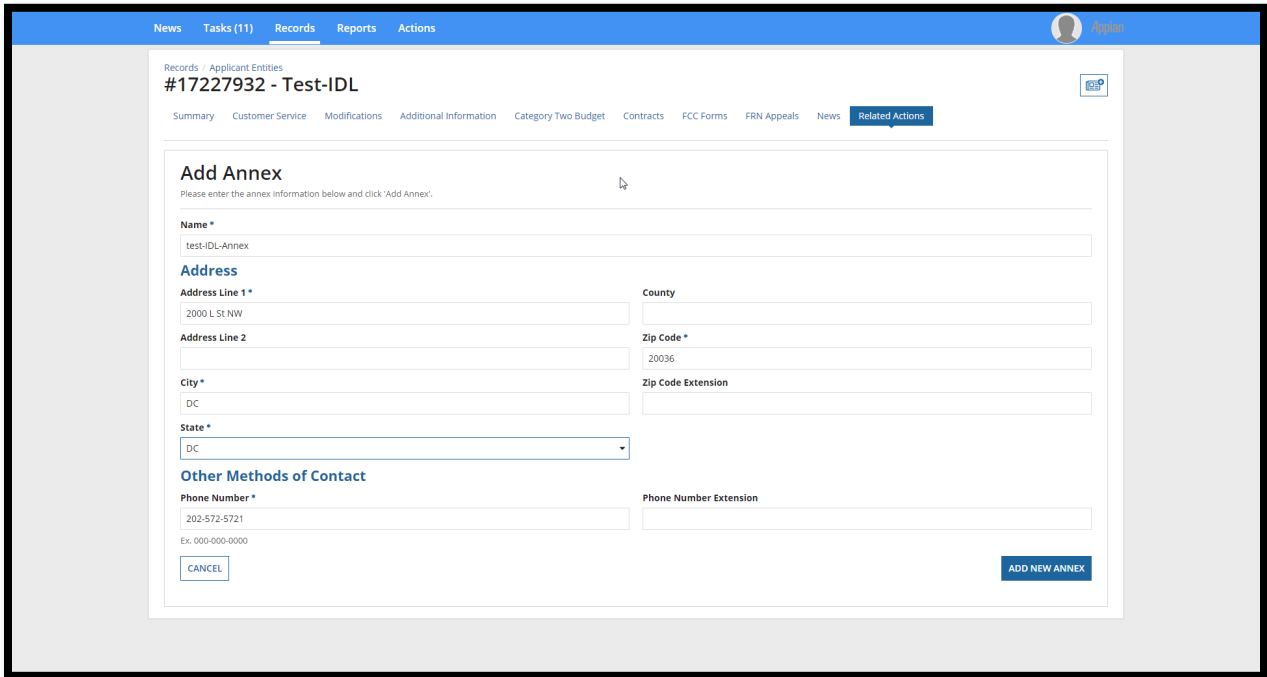 News Tasks (11) Records Reports Actions Appian
Records / Applicant Entities
#17227932 - Test-IDL
Summary Customer Service Modifications Additional Information Category Two Budget Contracts FCC Forms FRN Appeals News Related Actions
Add Annex
Please enter the annex information below and click 'Add Annex'.
Name *
test-IDL-Annex
Address
Address Line 1 * County
2000 L St NW
Address Line 2 Zip Code *
20036
City * Zip Code Extension
DC
State *
DC
Other Methods of Contact
Phone Number * Phone Number Extension
202-572-5721
Ex. 000-000-0000
CANCEL ADD NEW ANNEX